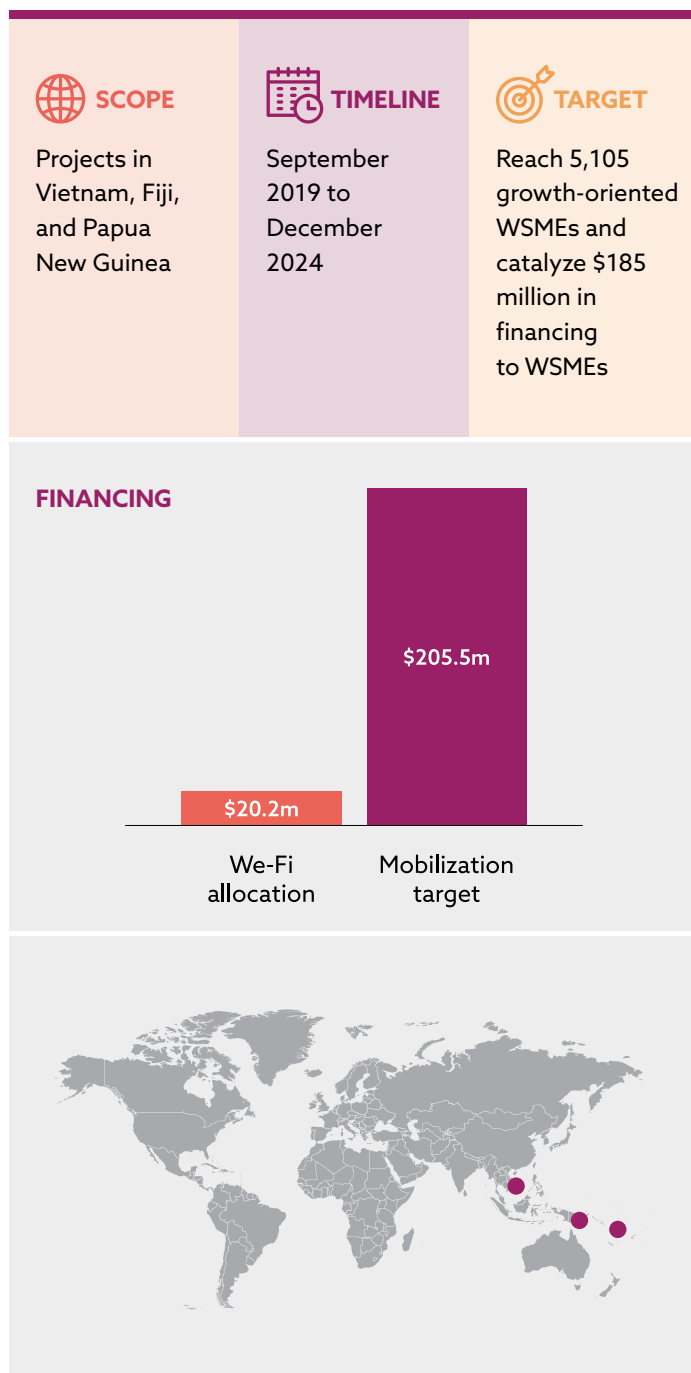 SCOPE
Projects in
Vietnam, Fiji,
and Papua
New Guinea
TIMELINE
September
2019 to
December
2024
TARGET
Reach 5,105
growth-oriented
WSMEs and
catalyze $185
million in
financing
to WSMEs
FINANCING
$205.5m
$20.2m
We-Fi
allocation
Mobilization
target